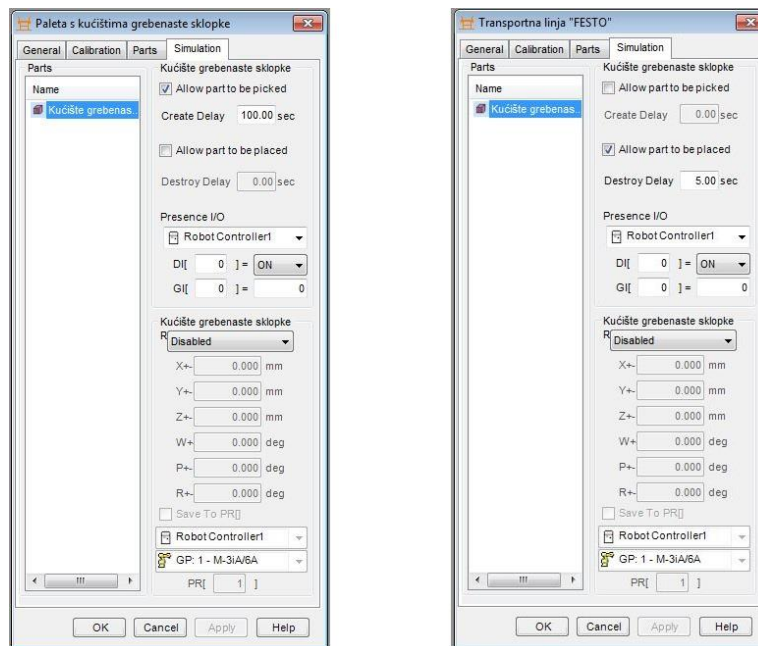 Paleta s kućištima grebenaste sklopke
General Calibration Parts Simulation
Parts
Name
Kućište grebenas...
Kućište grebenaste sklopke
Allow part to be picked
Create Delay 100.00 sec
Allow part to be placed
Destroy Delay 0.00 sec
Presence I/O
Robot Controller1
DI[ 0 ]= ON
GI[ 0 ]= 0
Kućište grebenaste sklopke
R Disabled
X+- 0.000 mm
Y+- 0.000 mm
Z+- 0.000 mm
W+ 0.000 deg
P+- 0.000 deg
R+- 0.000 deg
Save To PR[]
Robot Controller1
GP: 1 - M-3iA/6A
PR[ 1 ]
OK Cancel Apply Help
Transportna linja "FESTO"
General Calibration Parts Simulation
Parts
Name
Kućište grebenas...
Kućište grebenaste sklopke
Allow part to be picked
Create Delay 0.00 sec
Allow part to be placed
Destroy Delay 5.00 sec
Presence I/O
Robot Controller1
DI[ 0 ]= ON
GI[ 0 ]= 0
Kućište grebenaste sklopke
R Disabled
X+- 0.000 mm
Y+- 0.000 mm
Z+- 0.000 mm
W+ 0.000 deg
P+- 0.000 deg
R+- 0.000 deg
Save To PR[]
Robot Controller1
GP: 1 - M-3iA/6A
PR[ 1 ]
OK Cancel Apply Help